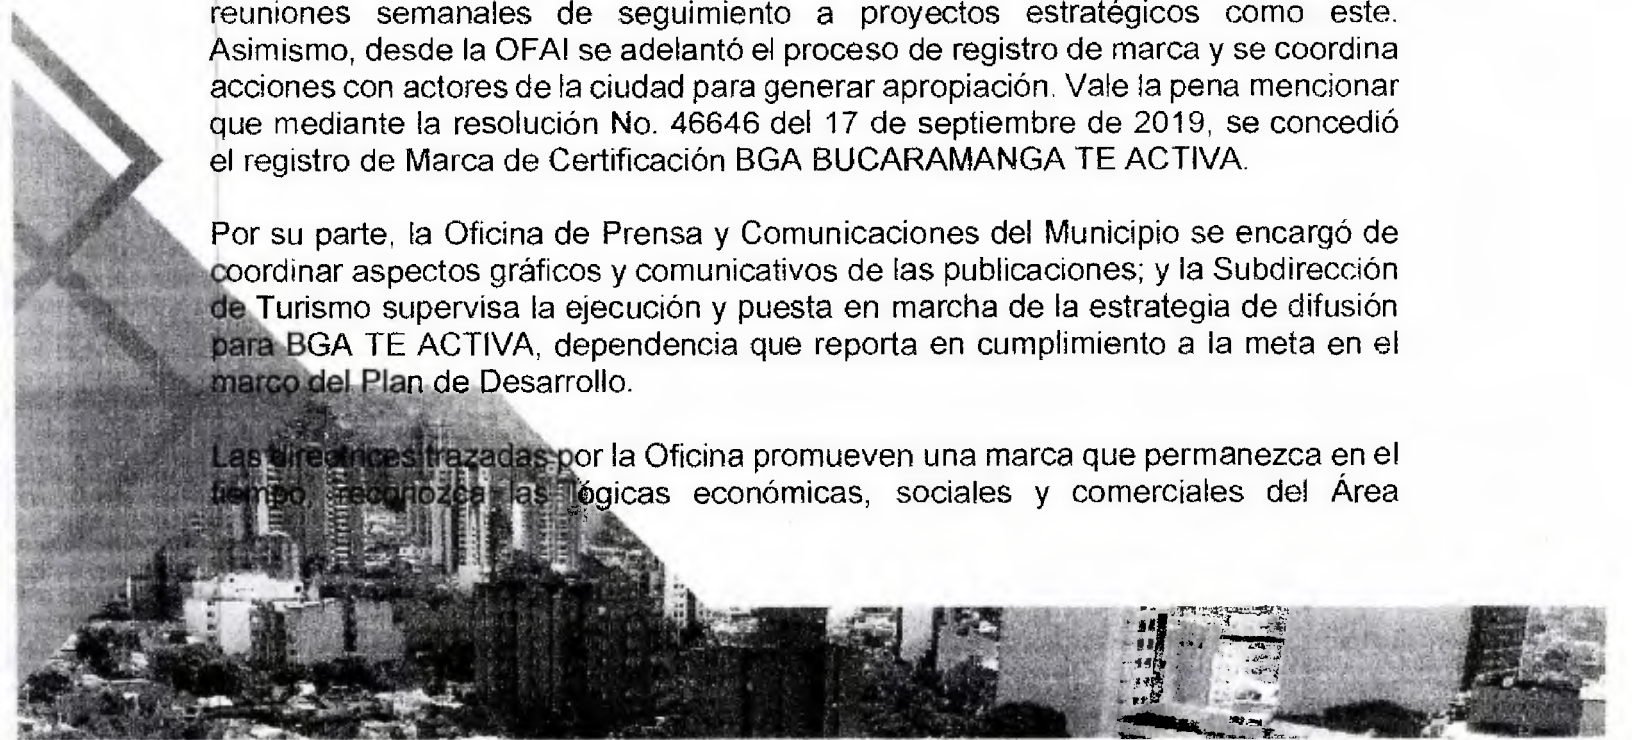 reuniones semanales de seguimiento a proyectos estratégicos como este.
Asimismo, desde la OFAI se adelantó el proceso de registro de marca y se coordina
acciones con actores de la ciudad para generar apropiación. Vale la pena mencionar
que mediante la resolución No. 46646 del 17 de septiembre de 2019, se concedió
el registro de Marca de Certificación BGA BUCARAMANGA TE ACTIVA.
Por su parte, la Oficina de Prensa y Comunicaciones del Municipio se encargó de
coordinar aspectos gráficos y comunicativos de las publicaciones; y la Subdirección
de Turismo supervisa la ejecución y puesta en marcha de la estrategia de difusión
para BGA TE ACTIVA, dependencia que reporta en cumplimiento a la meta en el
marco del Plan de Desarrollo.
Las directrices trazadas por la Oficina promueven una marca que permanezca en el
tiempo, reconozca las lógicas económicas, sociales y comerciales del Área